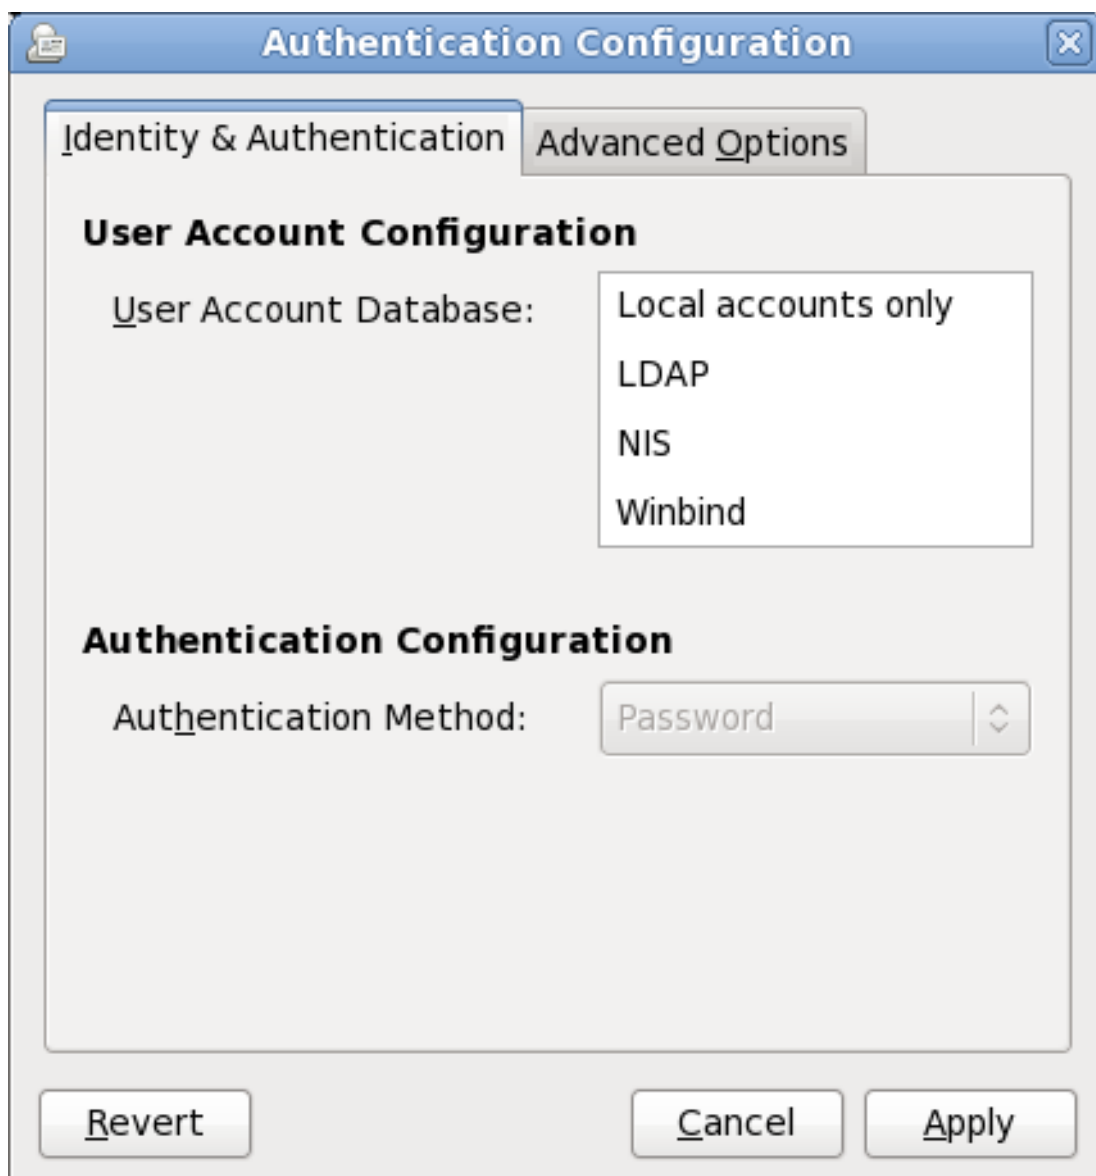 Authentication Configuration
Identity & Authentication
Advanced Options
User Account Configuration
User Account Database:
Local accounts only
LDAP
NIS
Winbind
Authentication Configuration
Authentication Method:
Password
Revert
Cancel
Apply